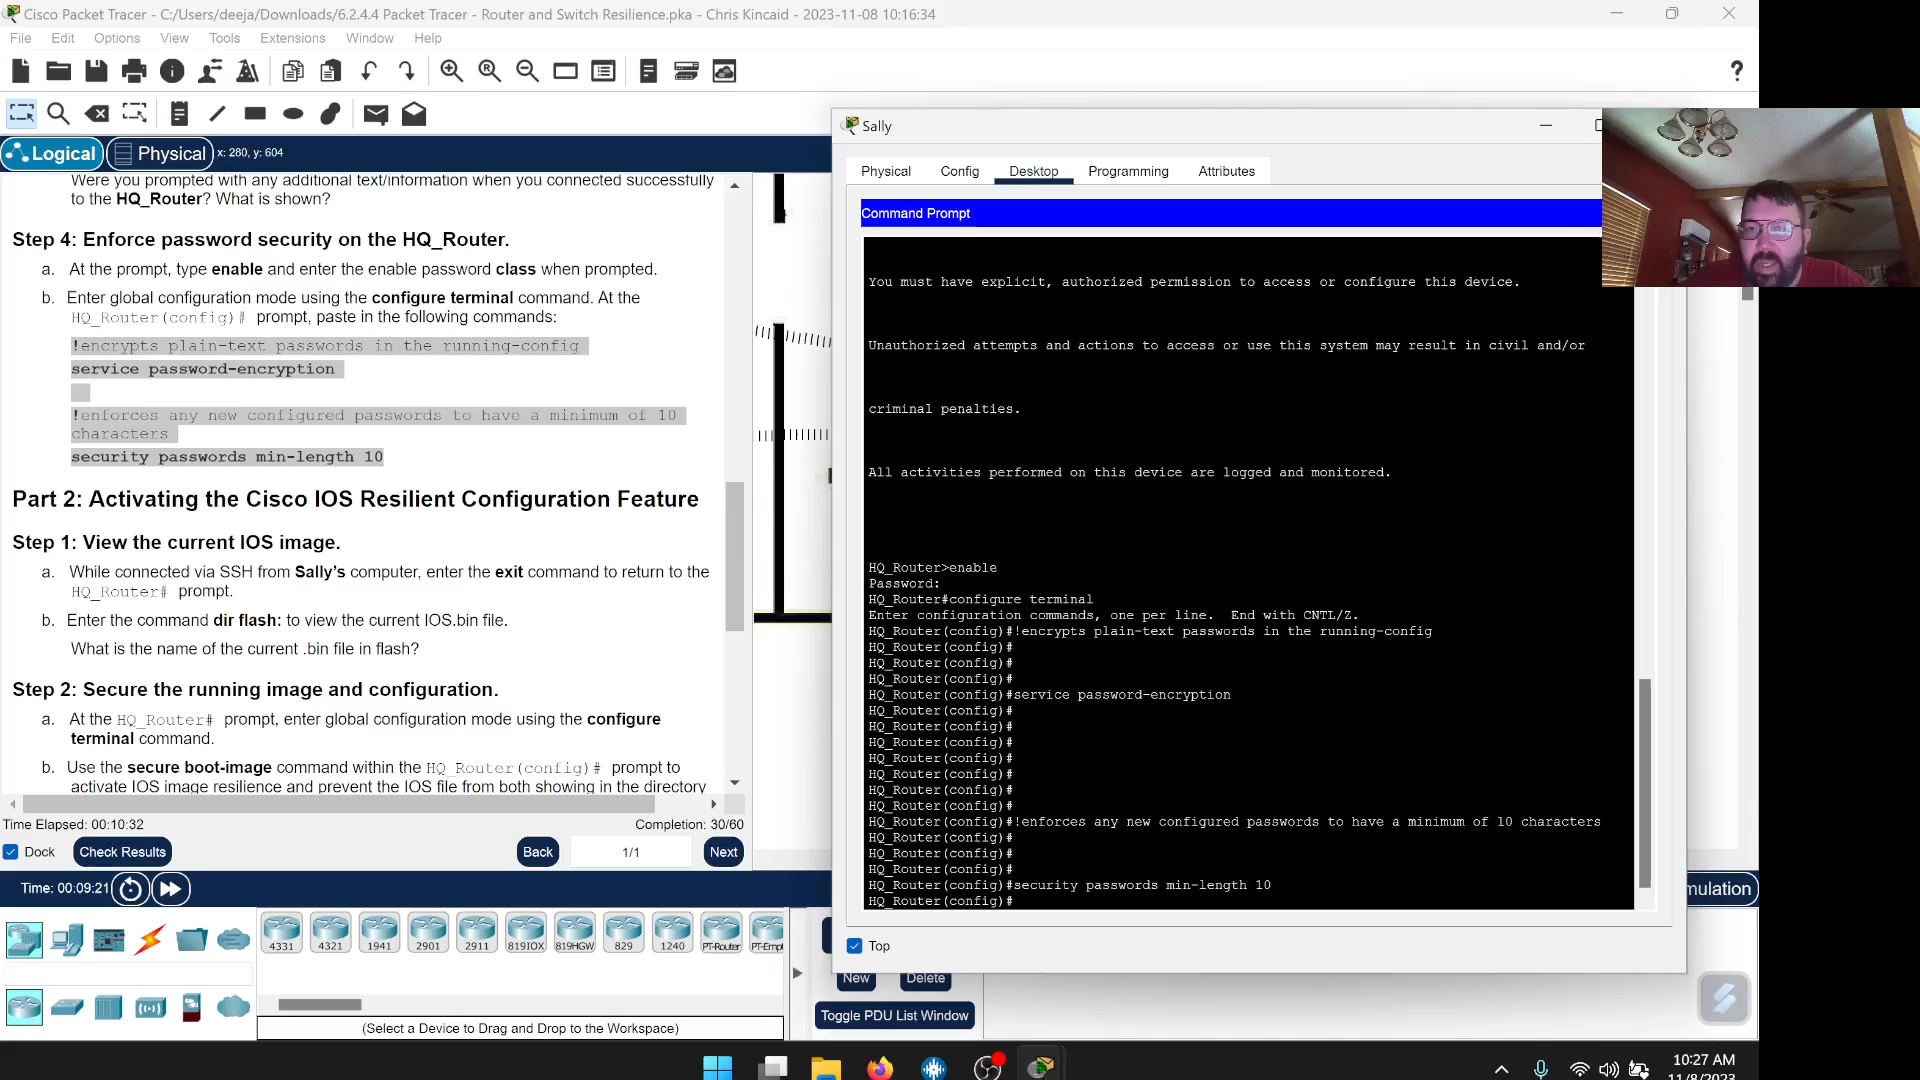 Cisco Packet Tracer - C:/Users/deeja/Downloads/6.2.4.4 Packet Tracer - Router and Switch Resilience.pka - Chris Kincaid - 2023-11-08 10:16:34
File Edit Options View Tools Extensions Window Help
?
Logical Physical x: 280, y: 604
Were you prompted with any additional text/information when you connected successfully
to the HQ_Router? What is shown?
Step 4: Enforce password security on the HQ_Router.
a. At the prompt, type enable and enter the enable password class when prompted.
b. Enter global configuration mode using the configure terminal command. At the
HQ_Router(config)# prompt, paste in the following commands:
!encrypts plain-text passwords in the running-config
service password-encryption
!enforces any new configured passwords to have a minimum of 10
characters
security passwords min-length 10
Part 2: Activating the Cisco IOS Resilient Configuration Feature
Step 1: View the current IOS image.
a. While connected via SSH from Sally's computer, enter the exit command to return to the
HQ_Router# prompt.
b. Enter the command dir flash: to view the current IOS.bin file.
What is the name of the current .bin file in flash?
Step 2: Secure the running image and configuration.
a. At the HQ_Router# prompt, enter global configuration mode using the configure
terminal command.
b. Use the secure boot-image command within the HQ_Router(config)# prompt to
activate IOS image resilience and prevent the IOS file from both showing in the directory
Time Elapsed: 00:10:32 Completion: 30/60
Dock Check Results Back 1/1 Next
Time: 00:09:21
4331 4321 1941 2901 2911 819IOX 819HGW 829 1240 PT-Router PT-Empt
(Select a Device to Drag and Drop to the Workspace)
Sally
Physical Config Desktop Programming Attributes
Command Prompt
You must have explicit, authorized permission to access or configure this device.
Unauthorized attempts and actions to access or use this system may result in civil and/or
criminal penalties.
All activities performed on this device are logged and monitored.
HQ_Router>enable
Password:
HQ_Router#configure terminal
Enter configuration commands, one per line. End with CNTL/Z.
HQ_Router(config)#!encrypts plain-text passwords in the running-config
HQ_Router(config)#
HQ_Router(config)#
HQ_Router(config)#
HQ_Router(config)#service password-encryption
HQ_Router(config)#
HQ_Router(config)#
HQ_Router(config)#
HQ_Router(config)#
HQ_Router(config)#
HQ_Router(config)#
HQ_Router(config)#
HQ_Router(config)#!enforces any new configured passwords to have a minimum of 10 characters
HQ_Router(config)#
HQ_Router(config)#
HQ_Router(config)#
HQ_Router(config)#security passwords min-length 10
HQ_Router(config)#
Top
mulation
New Delete
Toggle PDU List Window
10:27 AM
11/8/2023